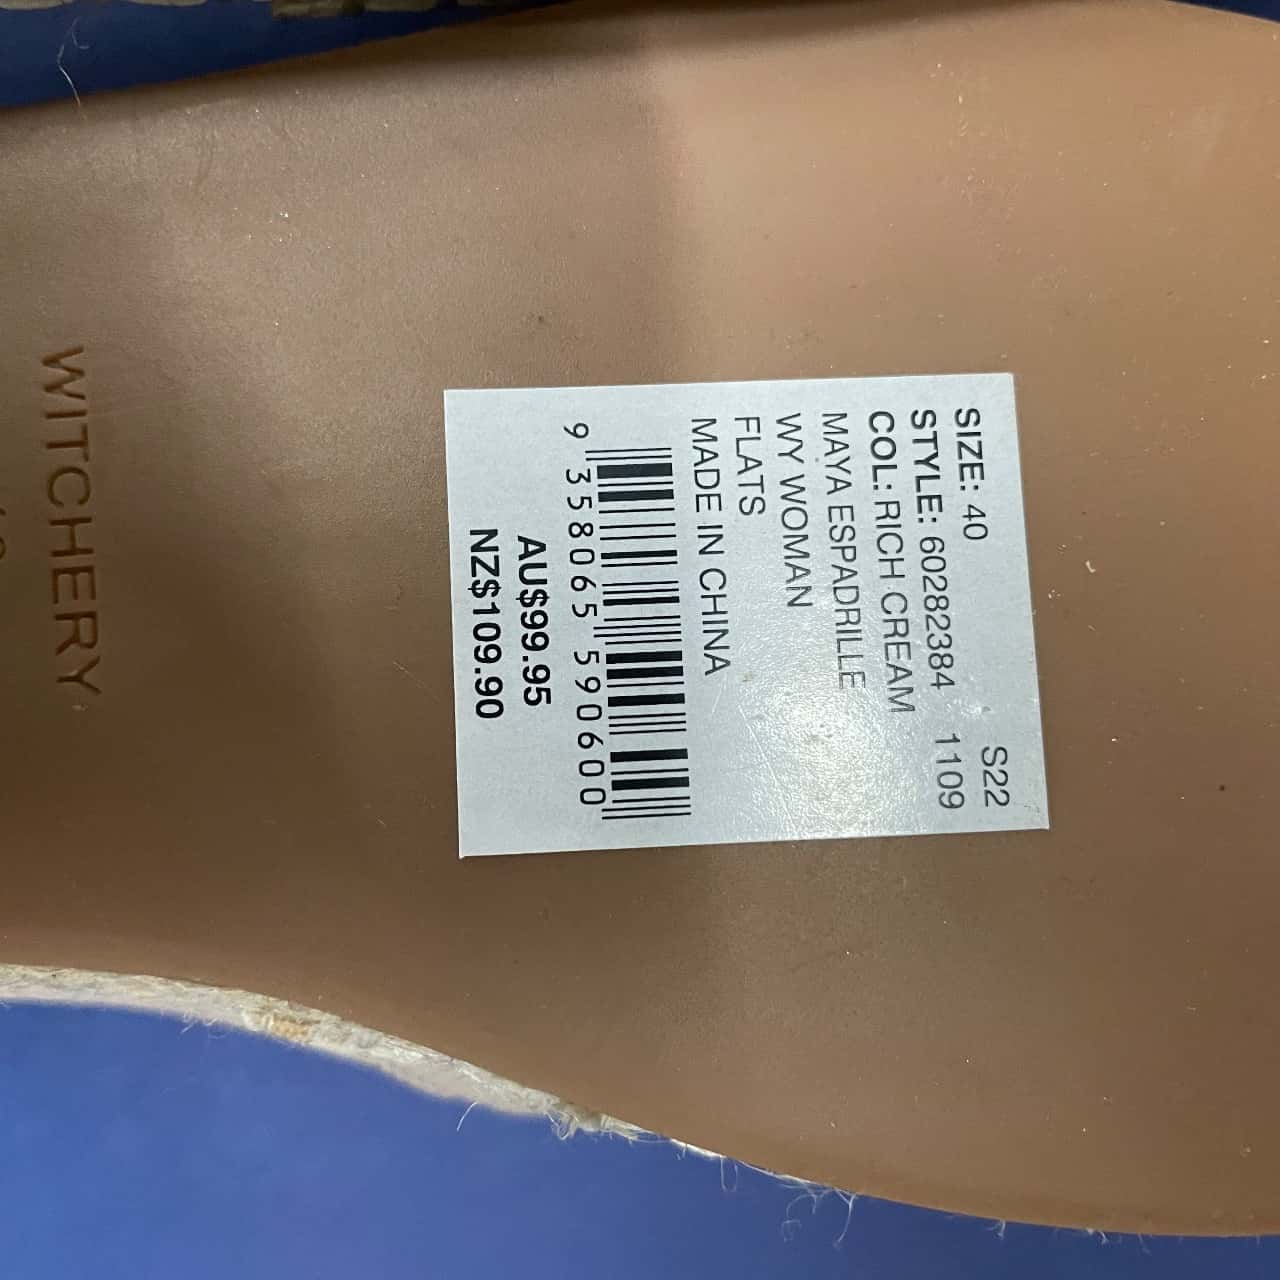 SIZE: 40 S22
STYLE: 60282384 1109
COL: RICH CREAM
MAYA ESPADRILLE
WY WOMAN
FLATS
MADE IN CHINA
9 358065 590600
AU$99.95
NZ$109.90
WITCHERY